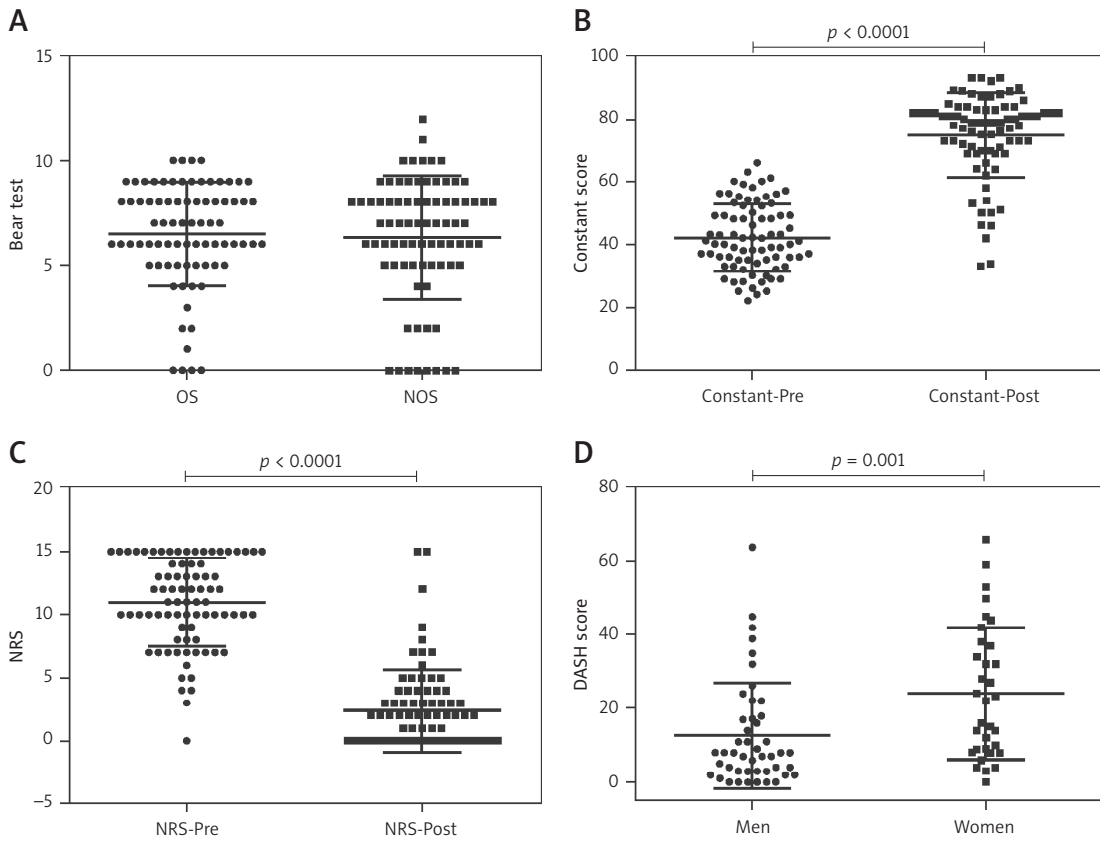 A
Bear test
15
10
5
0
OS NOS
B
p < 0.0001
Constant score
100
80
60
40
20
0
Constant-Pre Constant-Post
C
p < 0.0001
NRS
20
15
10
5
0
–5
NRS-Pre NRS-Post
D
p = 0.001
DASH score
80
60
40
20
0
Men Women